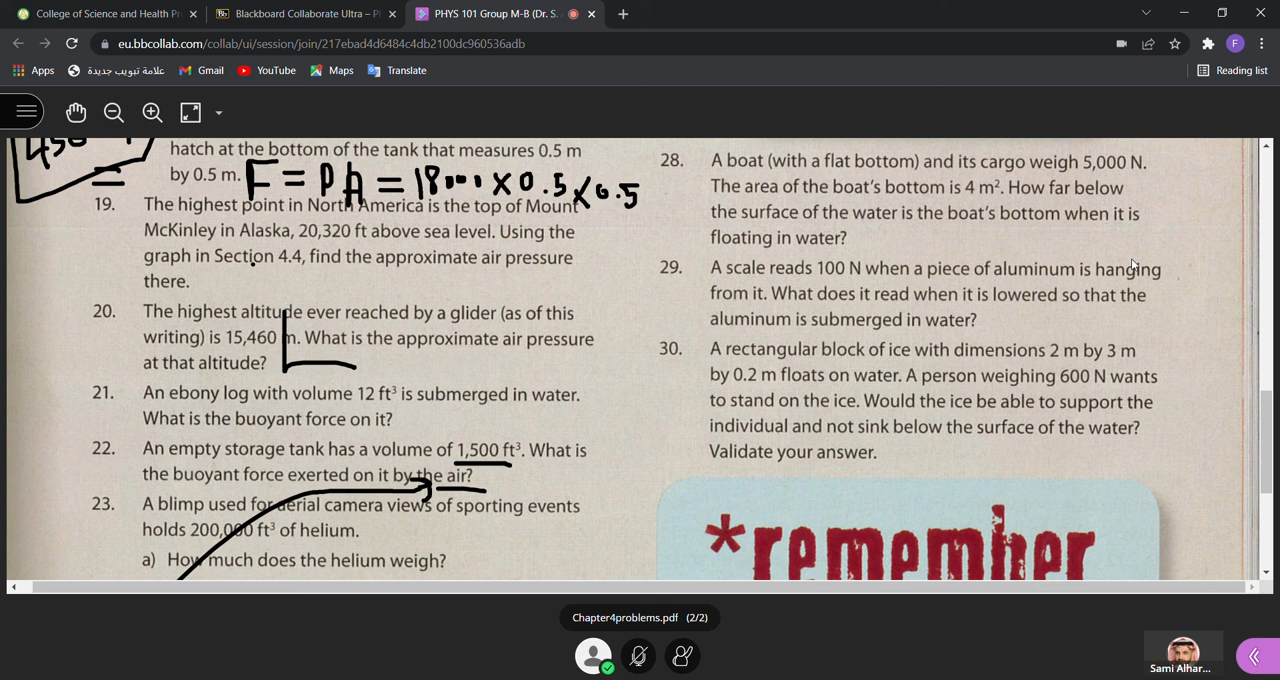 College of Science and Health Pr
Blackboard Collaborate Ultra – Pl
PHYS 101 Group M-B (Dr. S.
eu.bbcollab.com/collab/ui/session/join/217ebad4d6484c4db2100dc960536adb
Apps
علامة تبويب جديدة
Gmail
YouTube
Maps
Translate
Reading list
F
450
hatch at the bottom of the tank that measures 0.5 m
by 0.5 m.
F = PA = 18000 × 0.5 × 0.5
19. The highest point in North America is the top of Mount
McKinley in Alaska, 20,320 ft above sea level. Using the
graph in Section 4.4, find the approximate air pressure
there.
20. The highest altitude ever reached by a glider (as of this
writing) is 15,460 m. What is the approximate air pressure
at that altitude?
21. An ebony log with volume 12 ft³ is submerged in water.
What is the buoyant force on it?
22. An empty storage tank has a volume of 1,500 ft³. What is
the buoyant force exerted on it by the air?
23. A blimp used for aerial camera views of sporting events
holds 200,000 ft³ of helium.
a) How much does the helium weigh?
28. A boat (with a flat bottom) and its cargo weigh 5,000 N.
The area of the boat's bottom is 4 m². How far below
the surface of the water is the boat's bottom when it is
floating in water?
29. A scale reads 100 N when a piece of aluminum is hanging
from it. What does it read when it is lowered so that the
aluminum is submerged in water?
30. A rectangular block of ice with dimensions 2 m by 3 m
by 0.2 m floats on water. A person weighing 600 N wants
to stand on the ice. Would the ice be able to support the
individual and not sink below the surface of the water?
Validate your answer.
*remember
Chapter4problems.pdf (2/2)
Sami Alhar...